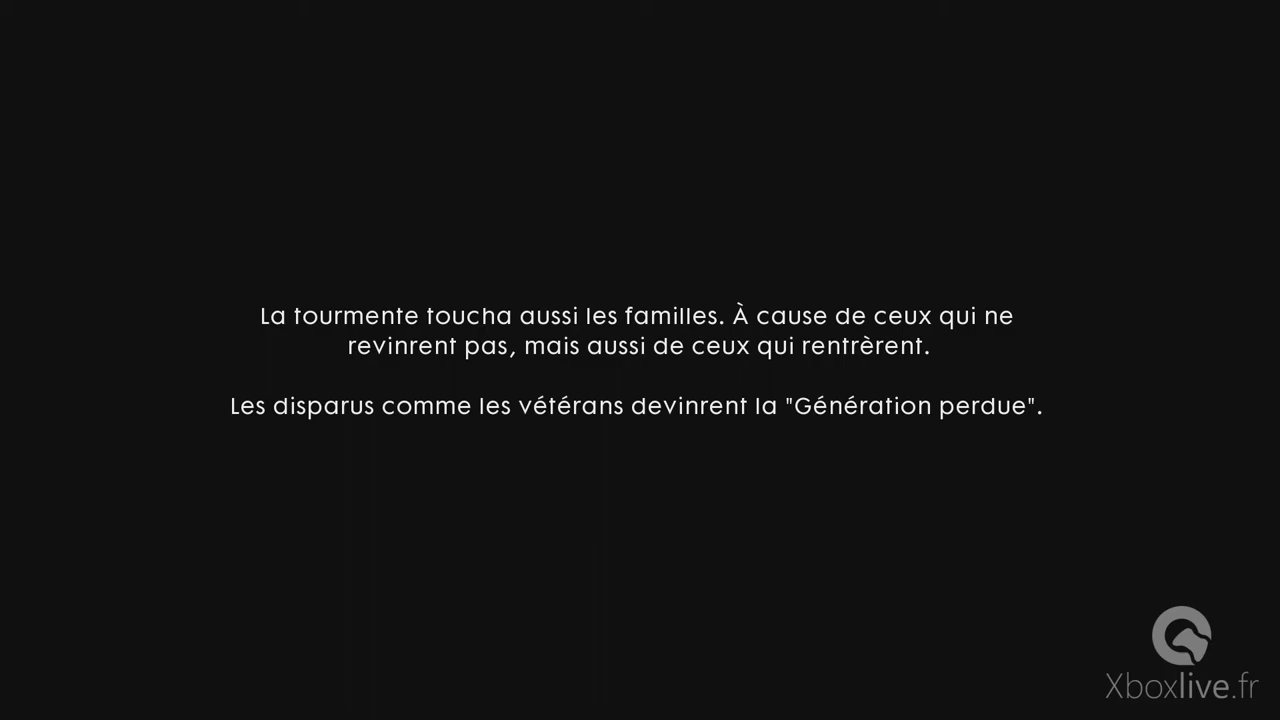 La tourmente toucha aussi les familles. À cause de ceux qui ne
revinrent pas, mais aussi de ceux qui rentrèrent.
Les disparus comme les vétérans devinrent la "Génération perdue".
Xboxlive.fr